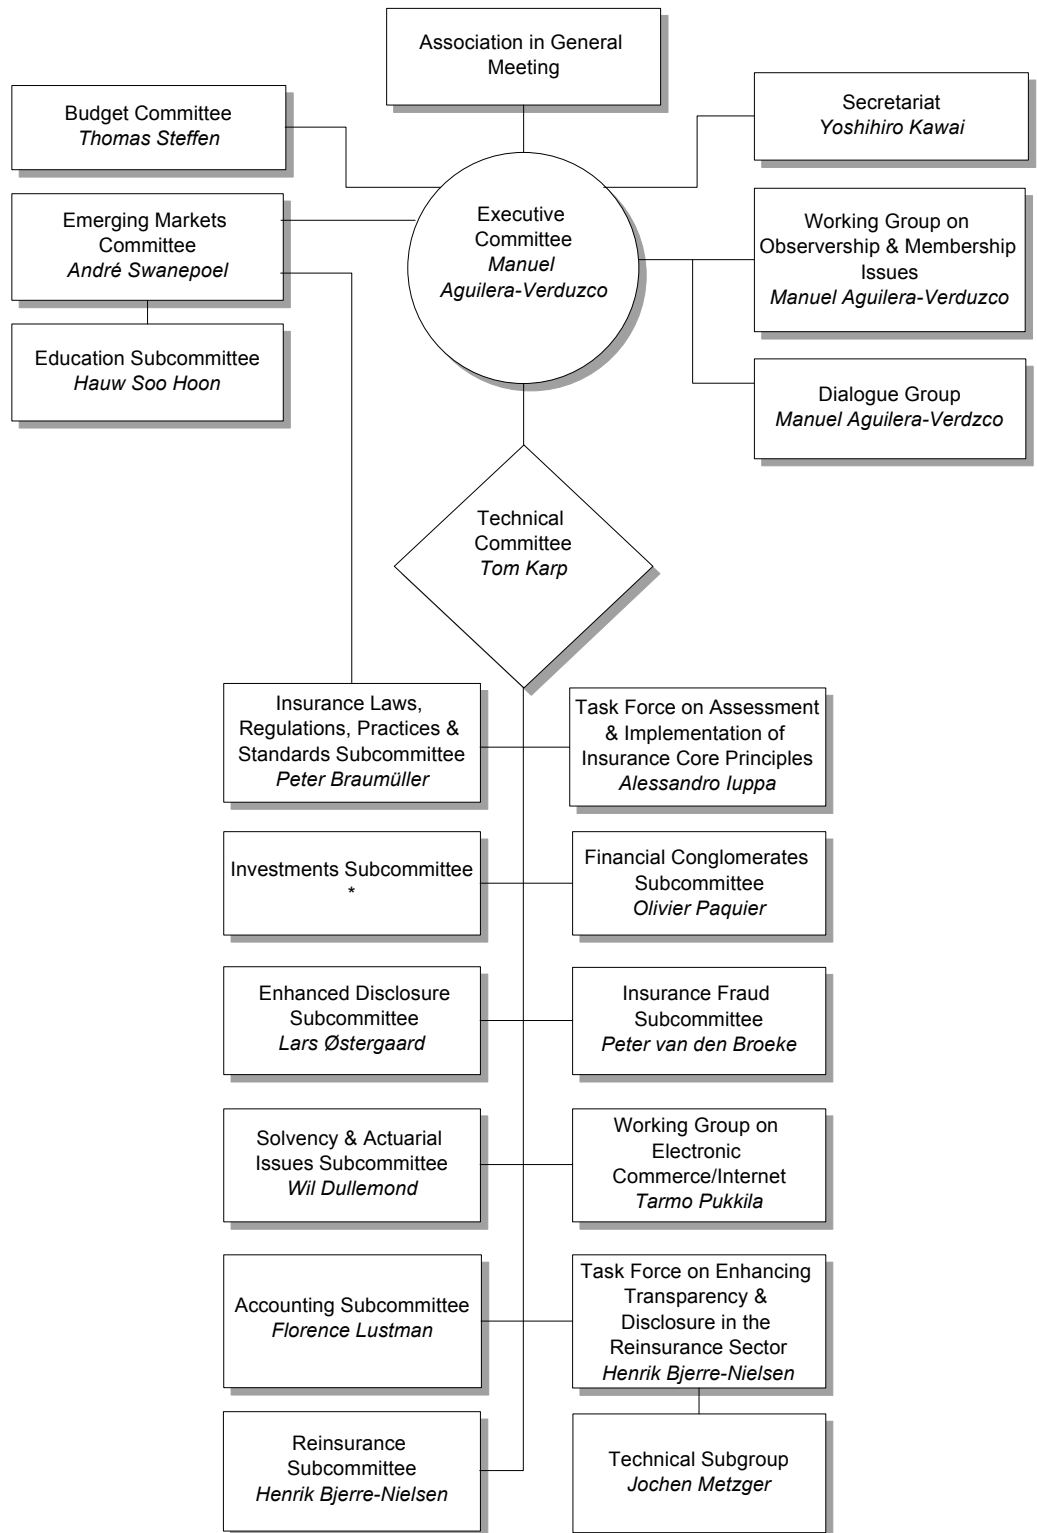 Association in General
Meeting
Budget Committee
Thomas Steffen
Secretariat
Yoshihiro Kawai
Emerging Markets
Committee
André Swanepoel
Executive
Committee
Manuel
Aguilera-Verduzco
Working Group on
Observership & Membership
Issues
Manuel Aguilera-Verduzco
Education Subcommittee
Hauw Soo Hoon
Dialogue Group
Manuel Aguilera-Verdzco
Technical
Committee
Tom Karp
Insurance Laws,
Regulations, Practices &
Standards Subcommittee
Peter Braumüller
Task Force on Assessment
& Implementation of
Insurance Core Principles
Alessandro Iuppa
Investments Subcommittee
*
Financial Conglomerates
Subcommittee
Olivier Paquier
Enhanced Disclosure
Subcommittee
Lars Østergaard
Insurance Fraud
Subcommittee
Peter van den Broeke
Solvency & Actuarial
Issues Subcommittee
Wil Dullemond
Working Group on
Electronic
Commerce/Internet
Tarmo Pukkila
Accounting Subcommittee
Florence Lustman
Task Force on Enhancing
Transparency &
Disclosure in the
Reinsurance Sector
Henrik Bjerre-Nielsen
Reinsurance
Subcommittee
Henrik Bjerre-Nielsen
Technical Subgroup
Jochen Metzger